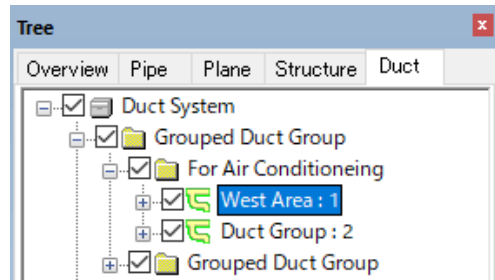 Tree
Overview Pipe Plane Structure Duct
Duct System
Grouped Duct Group
For Air Conditioneing
West Area : 1
Duct Group : 2
Grouped Duct Group